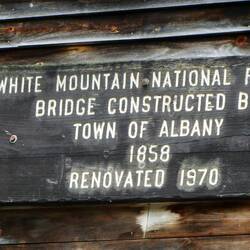 WHITE MOUNTAIN NATIONAL
BRIDGE CONSTRUCTED
TOWN OF ALBANY
1858
RENOVATED 1970